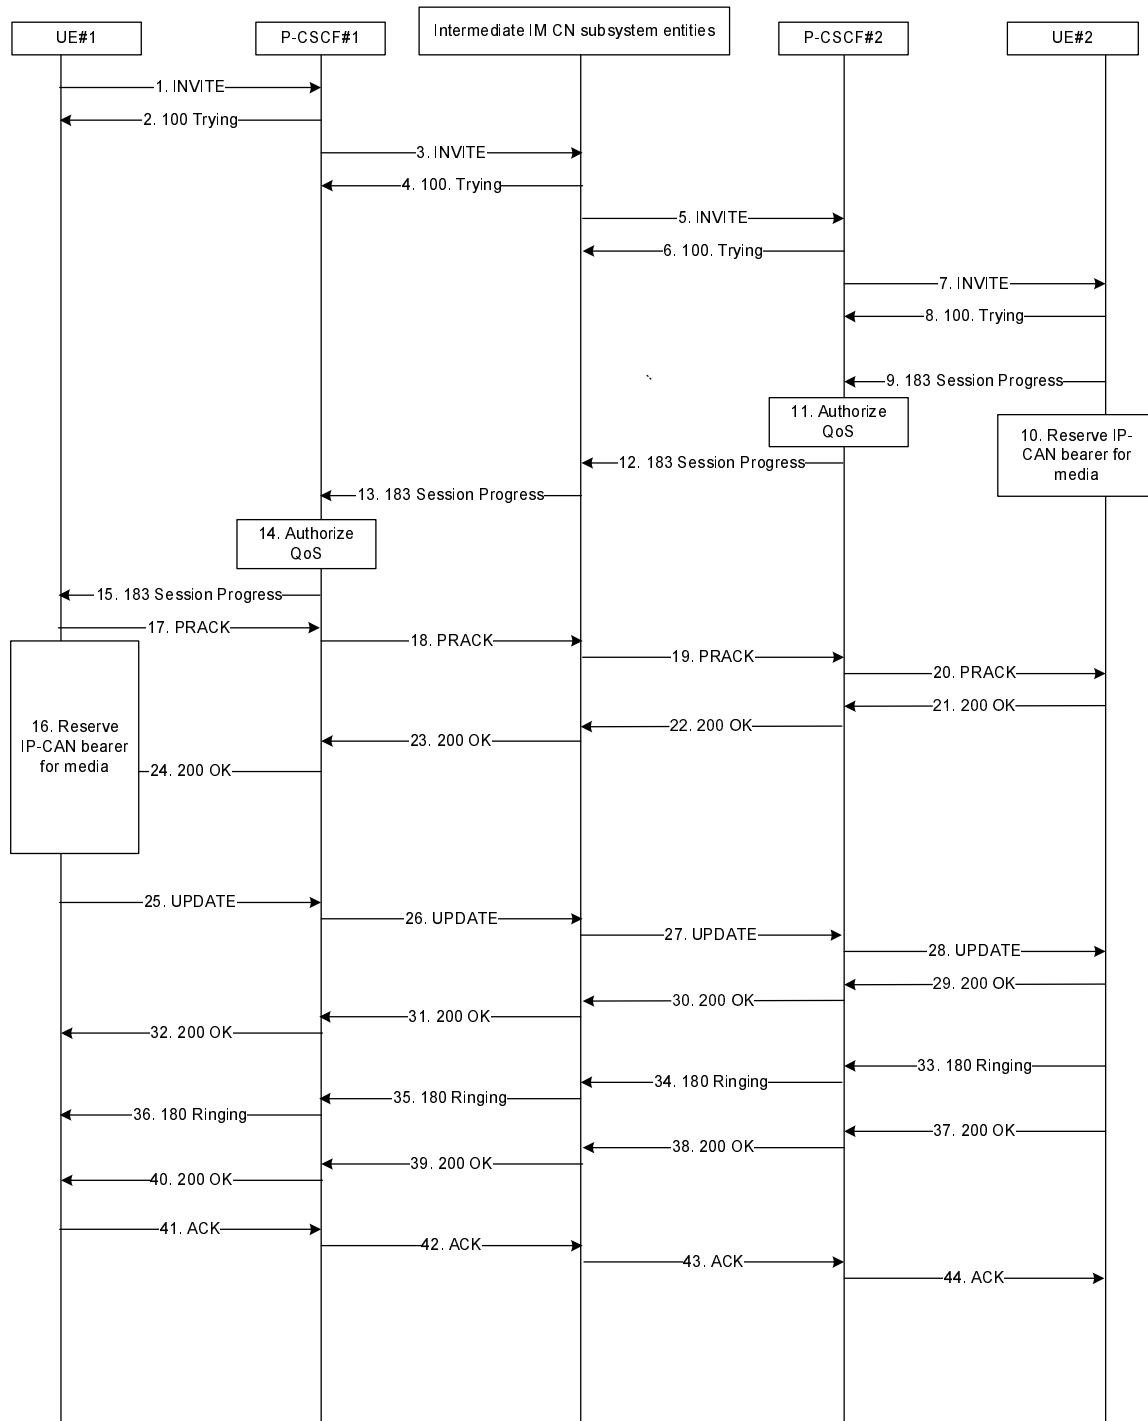 UE#1
P-CSCF#1
Intermediate IM CN subsystem entities
P-CSCF#2
UE#2
1. INVITE
2. 100 Trying
3. INVITE
4. 100. Trying
5. INVITE
6. 100. Trying
7. INVITE
8. 100. Trying
9. 183 Session Progress
11. Authorize
QoS
10. Reserve IP-
CAN bearer for
media
12. 183 Session Progress
13. 183 Session Progress
14. Authorize
QoS
15. 183 Session Progress
17. PRACK
18. PRACK
19. PRACK
20. PRACK
21. 200 OK
22. 200 OK
23. 200 OK
16. Reserve
IP-CAN bearer
for media
24. 200 OK
25. UPDATE
26. UPDATE
27. UPDATE
28. UPDATE
29. 200 OK
30. 200 OK
31. 200 OK
32. 200 OK
33. 180 Ringing
34. 180 Ringing
35. 180 Ringing
36. 180 Ringing
37. 200 OK
38. 200 OK
39. 200 OK
40. 200 OK
41. ACK
42. ACK
43. ACK
44. ACK